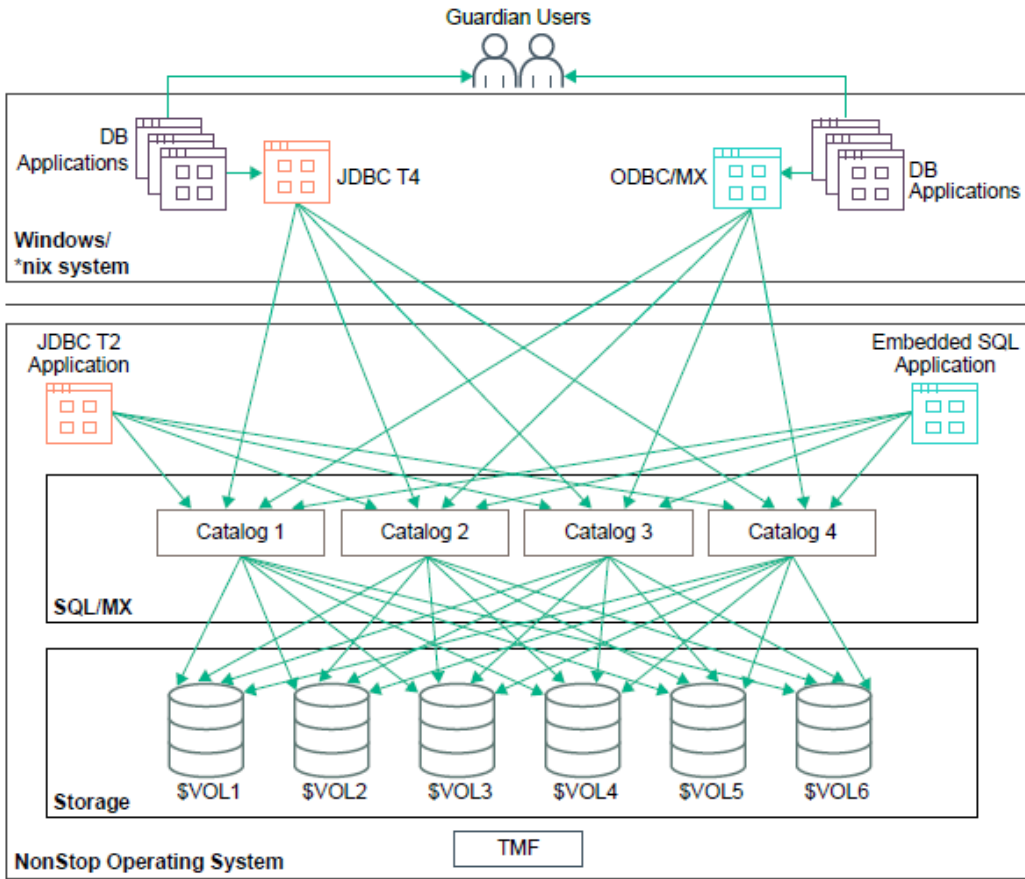 Guardian Users
DB
Applications
JDBC T4
ODBC/MX
DB
Applications
Windows/
*nix system
JDBC T2
Application
Embedded SQL
Application
Catalog 1
Catalog 2
Catalog 3
Catalog 4
SQL/MX
$VOL1
$VOL2
$VOL3
$VOL4
$VOL5
$VOL6
Storage
TMF
NonStop Operating System